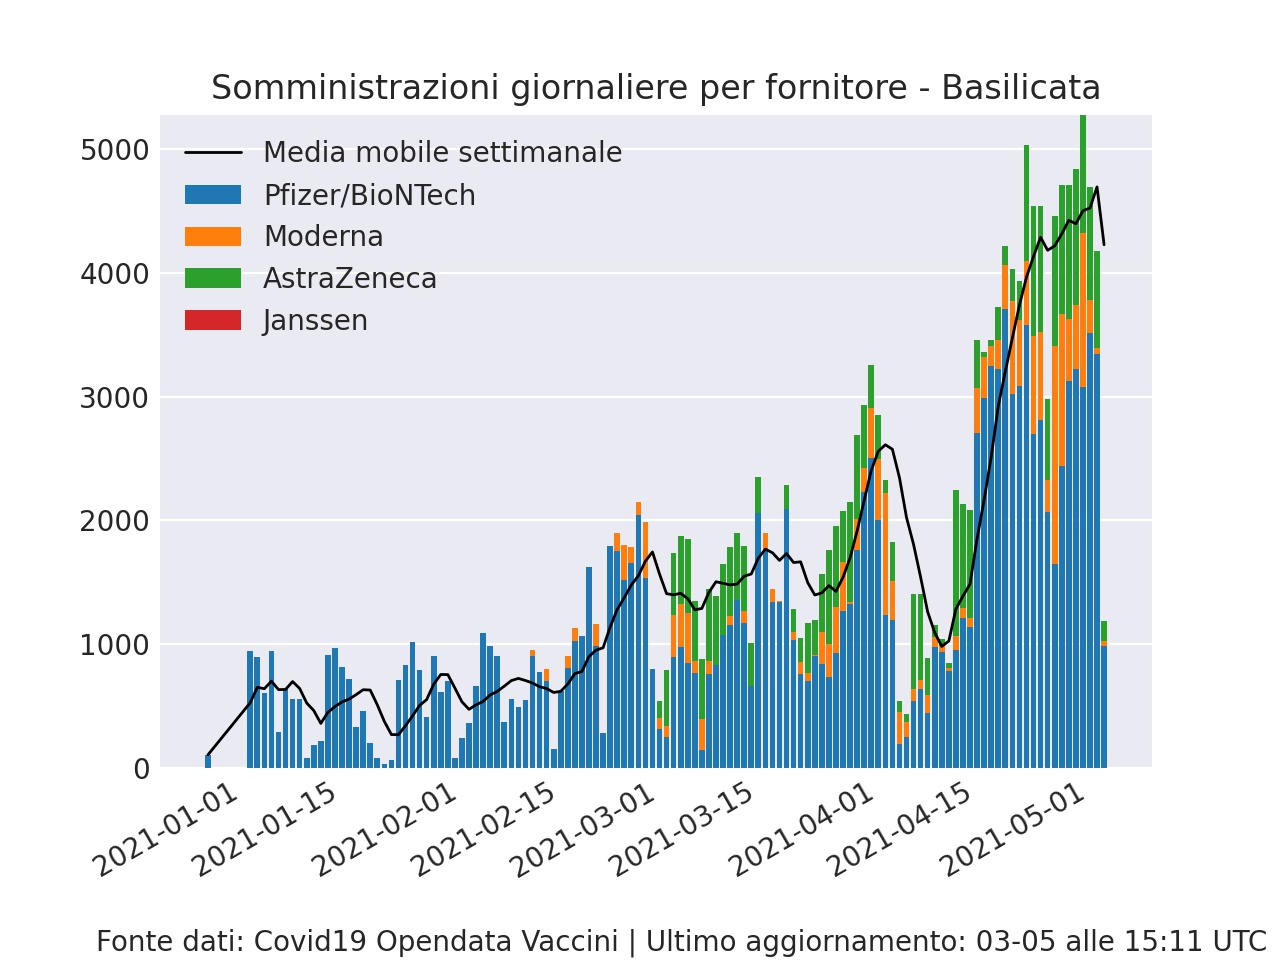 Somministrazioni giornaliere per fornitore - Basilicata
Media mobile settimanale
Pfizer/BioNTech
Moderna
AstraZeneca
Janssen
5000
4000
3000
2000
1000
0
2021-01-01
2021-01-15
2021-02-01
2021-02-15
2021-03-01
2021-03-15
2021-04-01
2021-04-15
2021-05-01
Fonte dati: Covid19 Opendata Vaccini | Ultimo aggiornamento: 03-05 alle 15:11 UTC